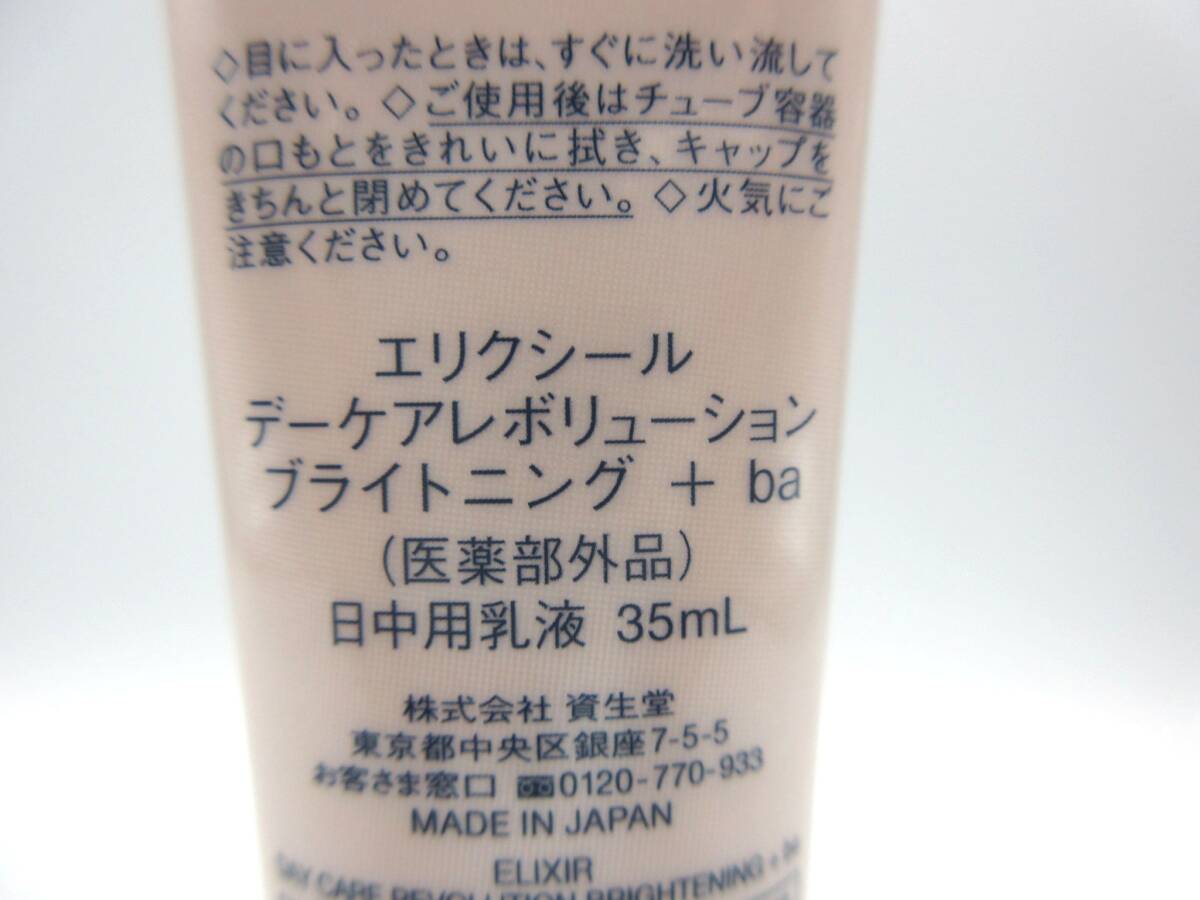 ◇目に入ったときは、すぐに洗い流して
ください。◇ご使用後はチューブ容器
の口もとをきれいに拭き、キャップを
きちんと閉めてください。◇火気にご
注意ください。
エリクシール
デーケアレボリューション
ブライトニング + ba
(医薬部外品)
日中用乳液 35mL
株式会社 資生堂
東京都中央区銀座7-5-5
お客さま窓口 0120-770-933
MADE IN JAPAN
ELIXIR
DAY CARE REVOLUTION BRIGHTENING + ba